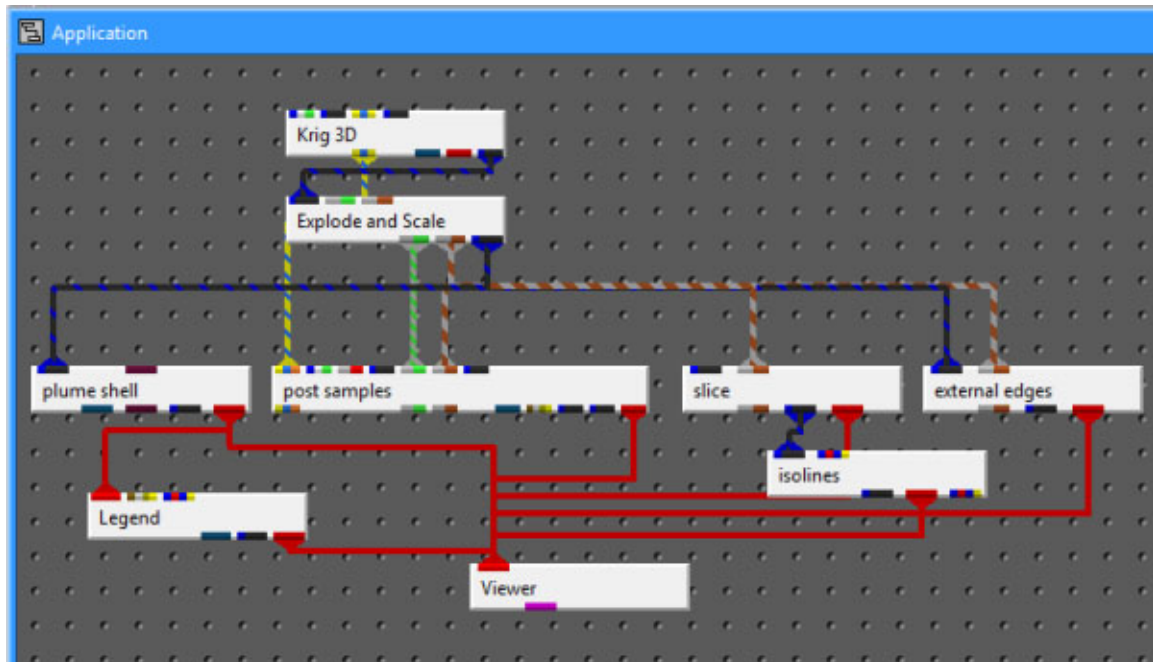 Application
Krig 3D
Explode and Scale
plume shell
post samples
slice
external edges
isolines
Legend
Viewer